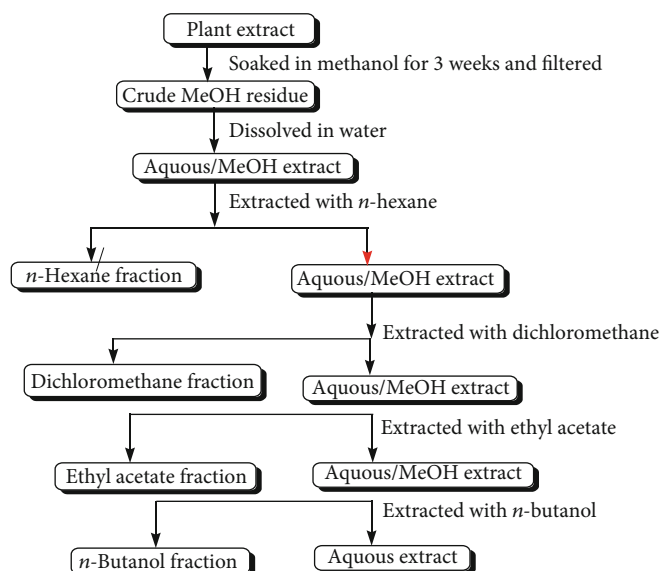 Plant extract
Soaked in methanol for 3 weeks and filtered
Crude MeOH residue
Dissolved in water
Aquous/MeOH extract
Extracted with n-hexane
n-Hexane fraction
Aquous/MeOH extract
Extracted with dichloromethane
Dichloromethane fraction
Aquous/MeOH extract
Extracted with ethyl acetate
Ethyl acetate fraction
Aquous/MeOH extract
Extracted with n-butanol
n-Butanol fraction
Aquous extract